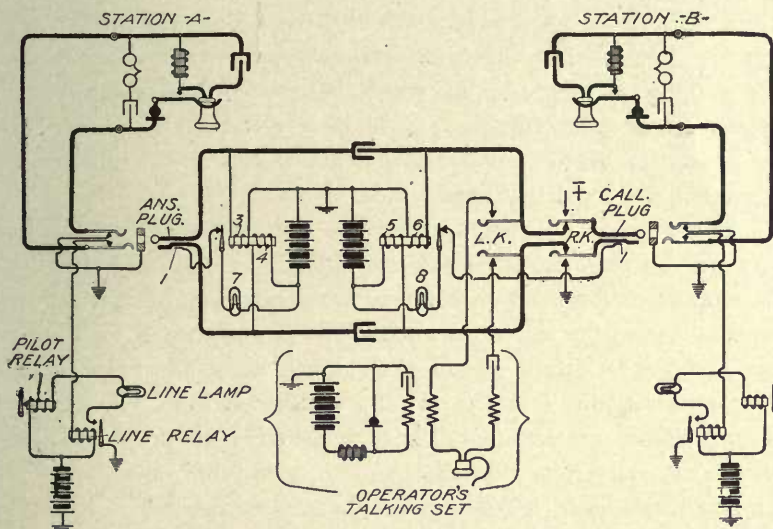 STATION -A-
STATION -B-
ANS.
PLUG.
3
4
5
6
7
8
L.K.
R.K.
∓
CALL.
PLUG
1
1
PILOT
RELAY
LINE LAMP
LINE RELAY
OPERATOR'S
TALKING SET